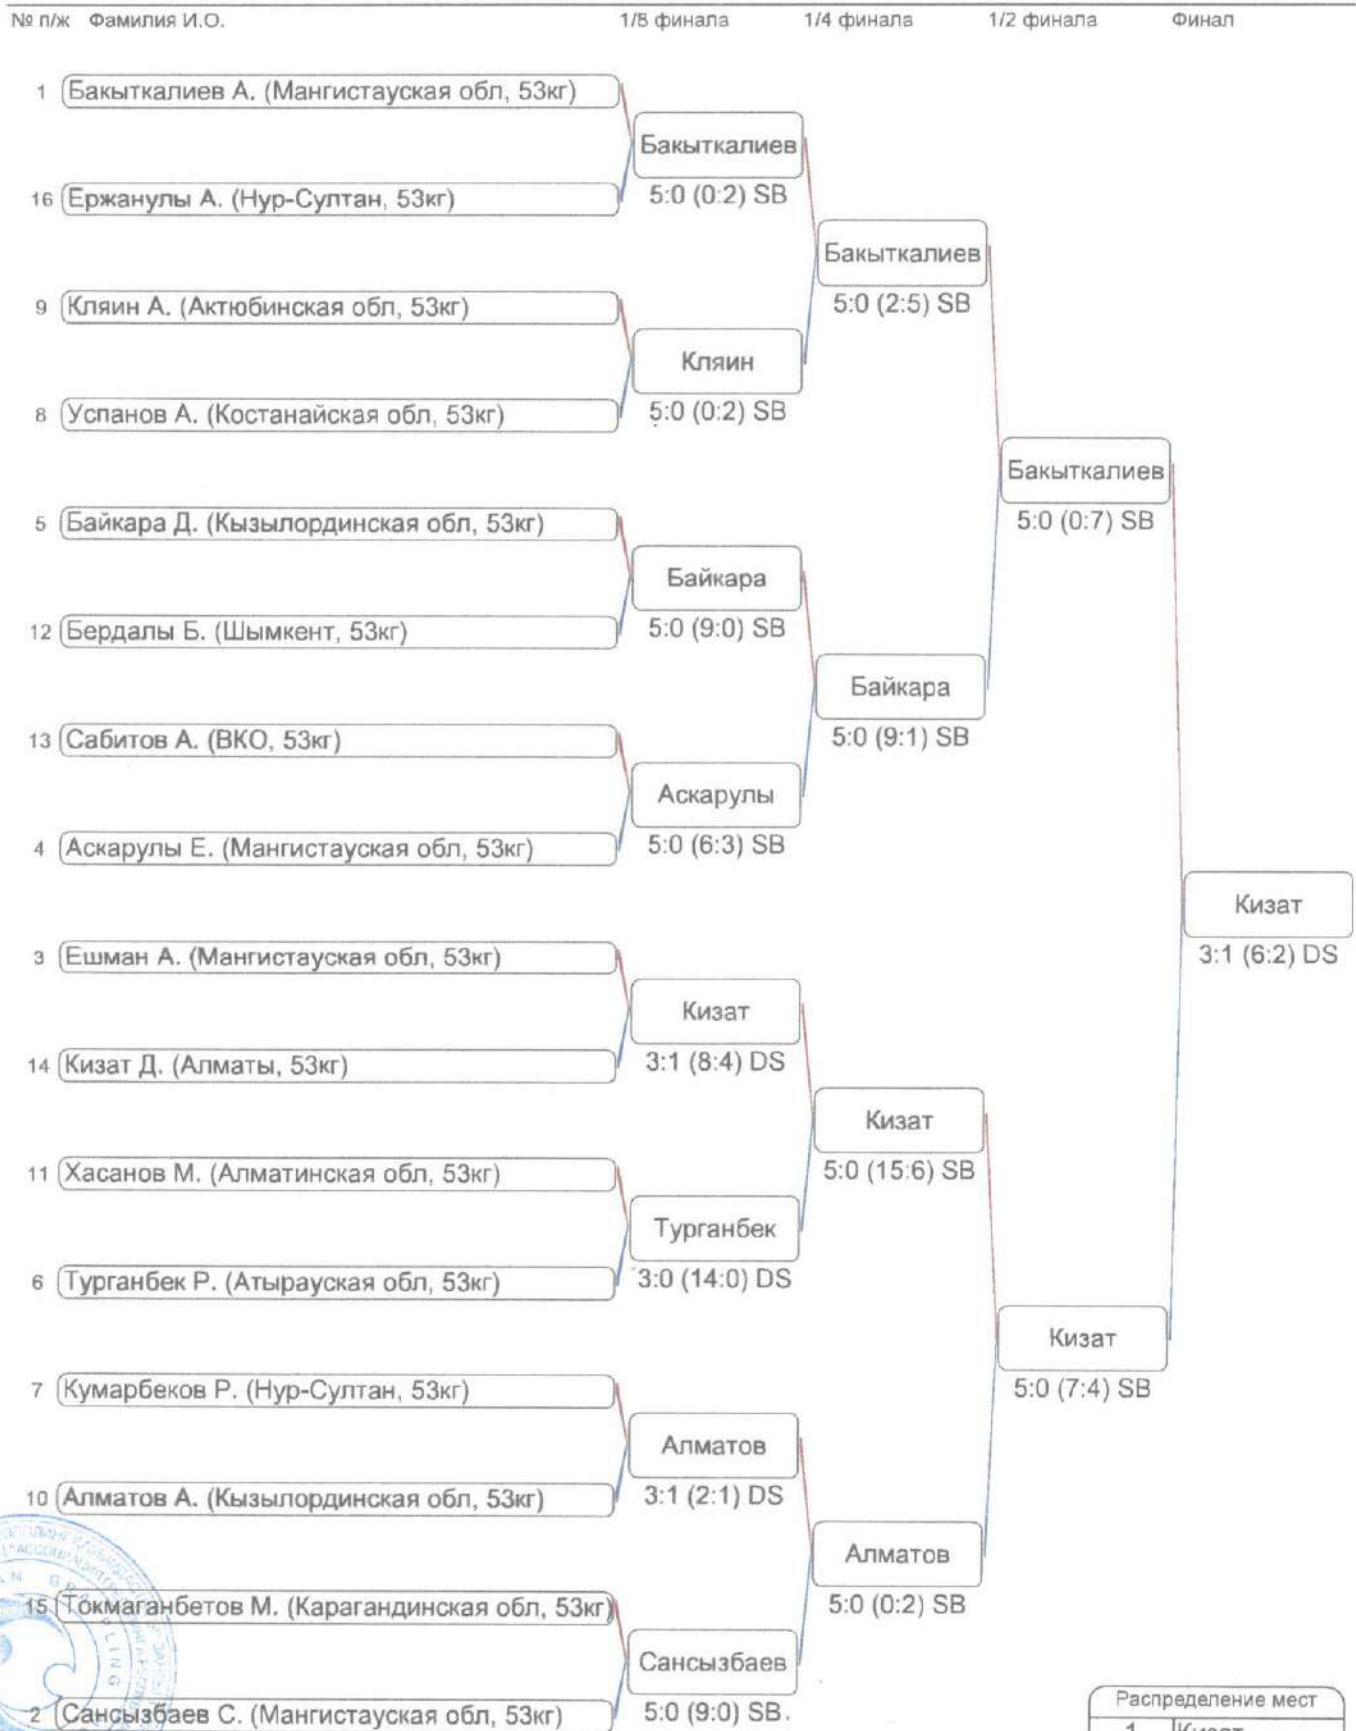 № п/ж Фамилия И.О. 1/8 финала 1/4 финала 1/2 финала Финал
1 Бакыткалиев А. (Мангистауская обл, 53кг)
Бакыткалиев
16 Ержанулы А. (Нур-Султан, 53кг)
5:0 (0:2) SB
Бакыткалиев
5:0 (2:5) SB
9 Кляин А. (Актюбинская обл, 53кг)
Кляин
8 Успанов А. (Костанайская обл, 53кг)
5:0 (0:2) SB
Бакыткалиев
5:0 (0:7) SB
5 Байкара Д. (Кызылординская обл, 53кг)
Байкара
12 Бердалы Б. (Шымкент, 53кг)
5:0 (9:0) SB
Байкара
5:0 (9:1) SB
13 Сабитов А. (ВКО, 53кг)
Аскарулы
4 Аскарулы Е. (Мангистауская обл, 53кг)
5:0 (6:3) SB
Кизат
3:1 (6:2) DS
3 Ешман А. (Мангистауская обл, 53кг)
Кизат
14 Кизат Д. (Алматы, 53кг)
3:1 (8:4) DS
Кизат
5:0 (15:6) SB
11 Хасанов М. (Алматинская обл, 53кг)
Турганбек
6 Турганбек Р. (Атырауская обл, 53кг)
3:0 (14:0) DS
Кизат
5:0 (7:4) SB
7 Кумарбеков Р. (Нур-Султан, 53кг)
Алматов
10 Алматов А. (Кызылординская обл, 53кг)
3:1 (2:1) DS
Алматов
5:0 (0:2) SB
15 Токмаганбетов М. (Карагандинская обл, 53кг)
Сансызбаев
2 Сансызбаев С. (Мангистауская обл, 53кг)
5:0 (9:0) SB
Распределение мест
1 Кизат